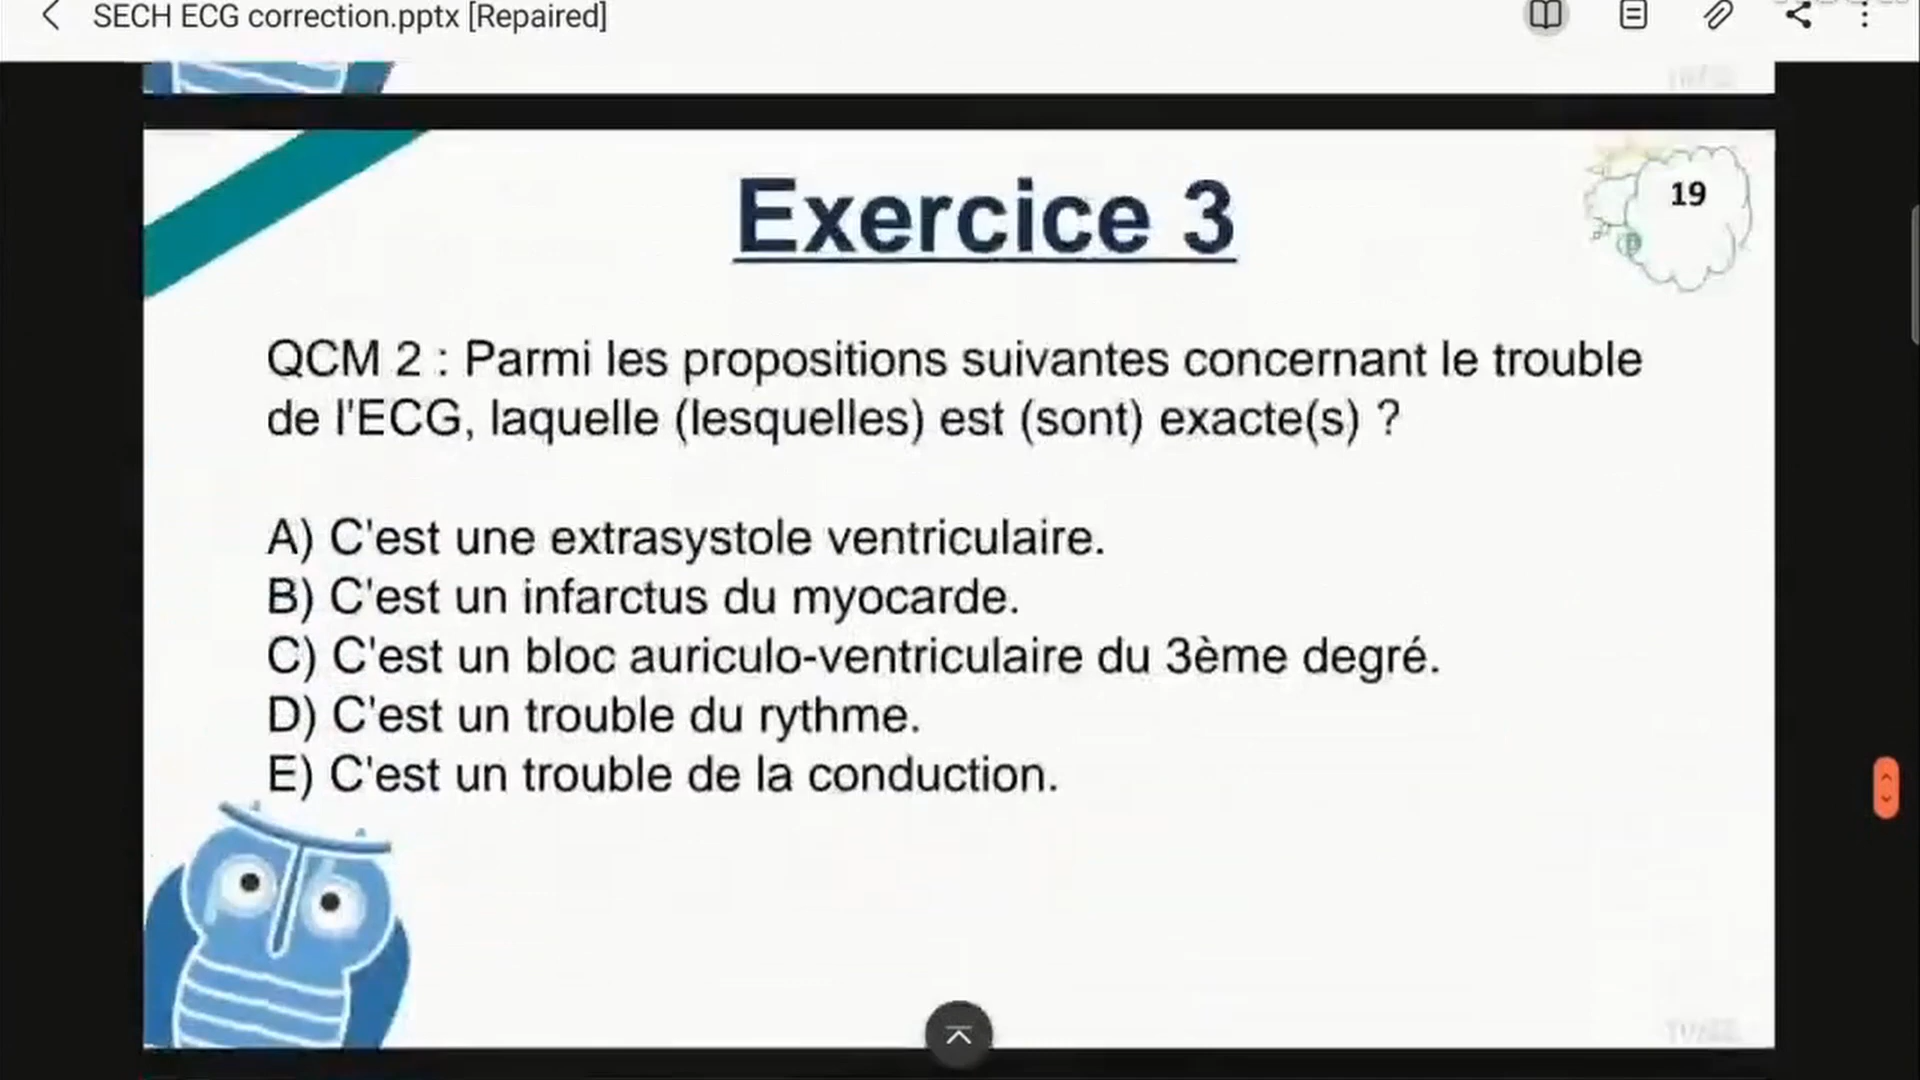 SECH ECG correction.pptx [Repaired]
Exercice 3
19
QCM 2 : Parmi les propositions suivantes concernant le trouble
de l'ECG, laquelle (lesquelles) est (sont) exacte(s) ?
A) C'est une extrasystole ventriculaire.
B) C'est un infarctus du myocarde.
C) C'est un bloc auriculo-ventriculaire du 3ème degré.
D) C'est un trouble du rythme.
E) C'est un trouble de la conduction.